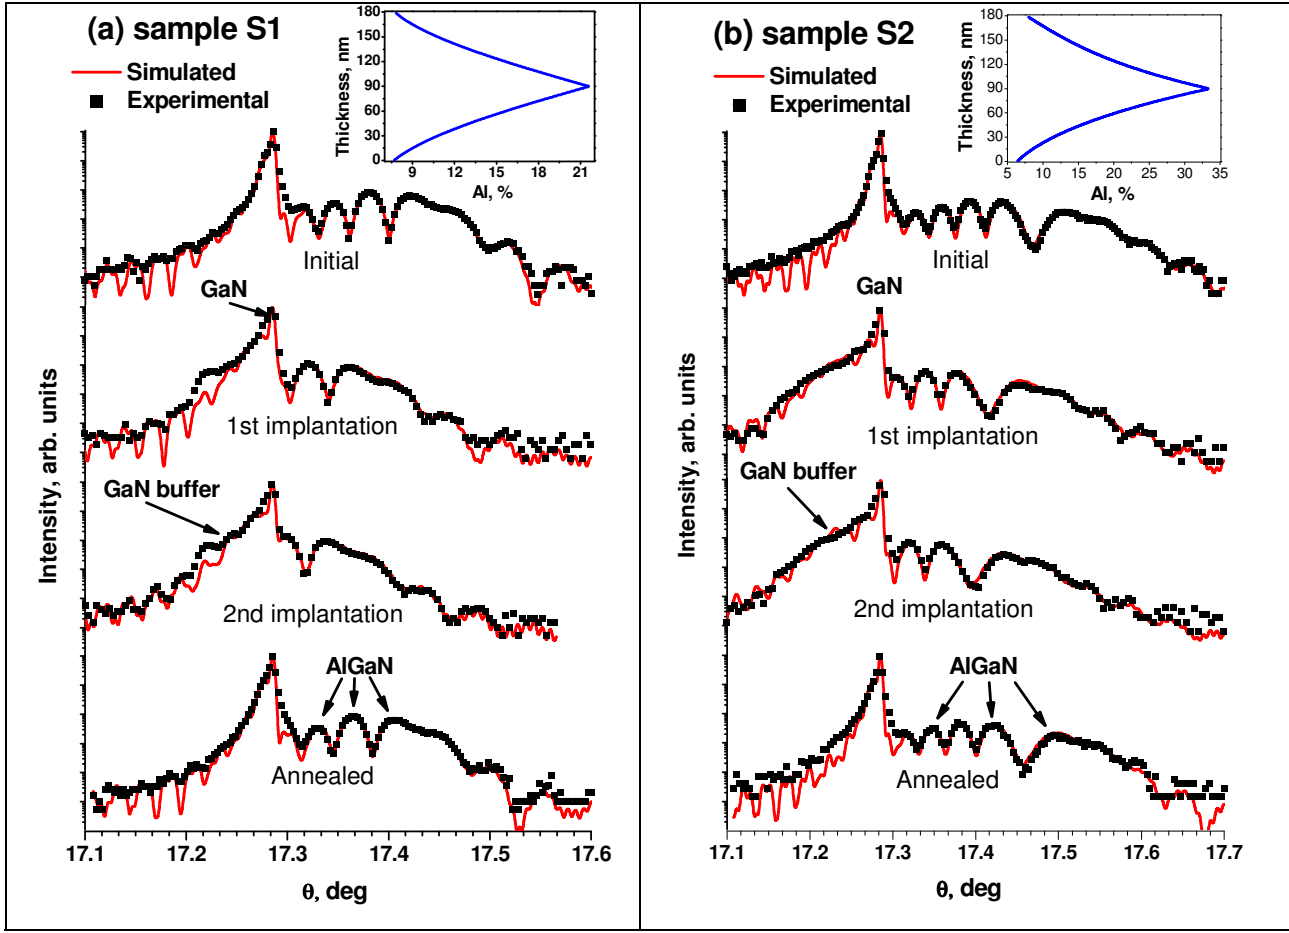 (a) sample S1
Simulated
Experimental
Thickness, nm
180
150
120
90
60
30
0
9 12 15 18 21
Al, %
Initial
GaN
1st implantation
GaN buffer
2nd implantation
AlGaN
Annealed
Intensity, arb. units
17.1 17.2 17.3 17.4 17.5 17.6
θ, deg
(b) sample S2
Simulated
Experimental
Thickness, nm
180
150
120
90
60
30
0
5 10 15 20 25 30 35
Al, %
Initial
GaN
1st implantation
GaN buffer
2nd implantation
AlGaN
Annealed
Intensity, arb. units
17.1 17.2 17.3 17.4 17.5 17.6 17.7
θ, deg